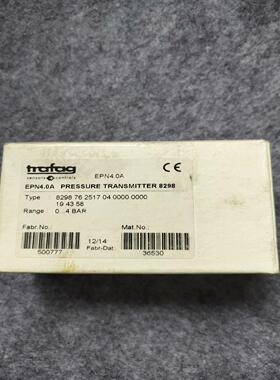 trafag
sensors & controls
EPN4.0A
CE
EPN4.0A PRESSURE TRANSMITTER 8298
Type 8298 76 2517 04 0000 0000
19 43 58
Range 0...4 BAR
Fabr.No.: Mat.No.:
12/14
500777 Fabr-Dat: 36530